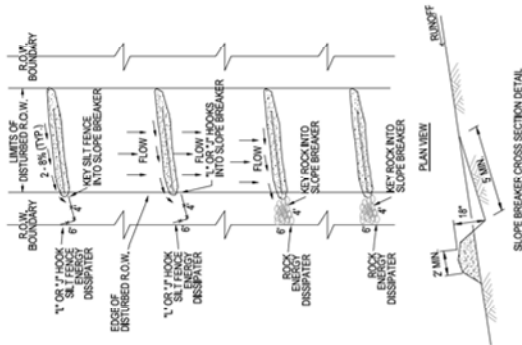 R.O.W.
BOUNDARY
LIMITS OF
DISTURBED R.O.W.
R.O.W.
BOUNDARY
2 - 8% (TYP.)
KEY SILT FENCE
INTO SLOPE BREAKER
4'
6'
"L" OR "J" HOOK
SILT FENCE
ENERGY
DISSIPATER
EDGE OF
DISTURBED R.O.W.
FLOW
FLOW
"L" OR "J" HOOKS
INTO SLOPE BREAKER
4'
6'
"L" OR "J" HOOK
SILT FENCE
ENERGY
DISSIPATER
FLOW
KEY ROCK INTO
SLOPE BREAKER
4'
6'
ROCK
ENERGY
DISSIPATER
KEY ROCK INTO
SLOPE BREAKER
4'
6'
ROCK
ENERGY
DISSIPATER
PLAN VIEW
RUNOFF
5' MIN.
18"
2' MIN.
SLOPE BREAKER CROSS SECTION DETAIL